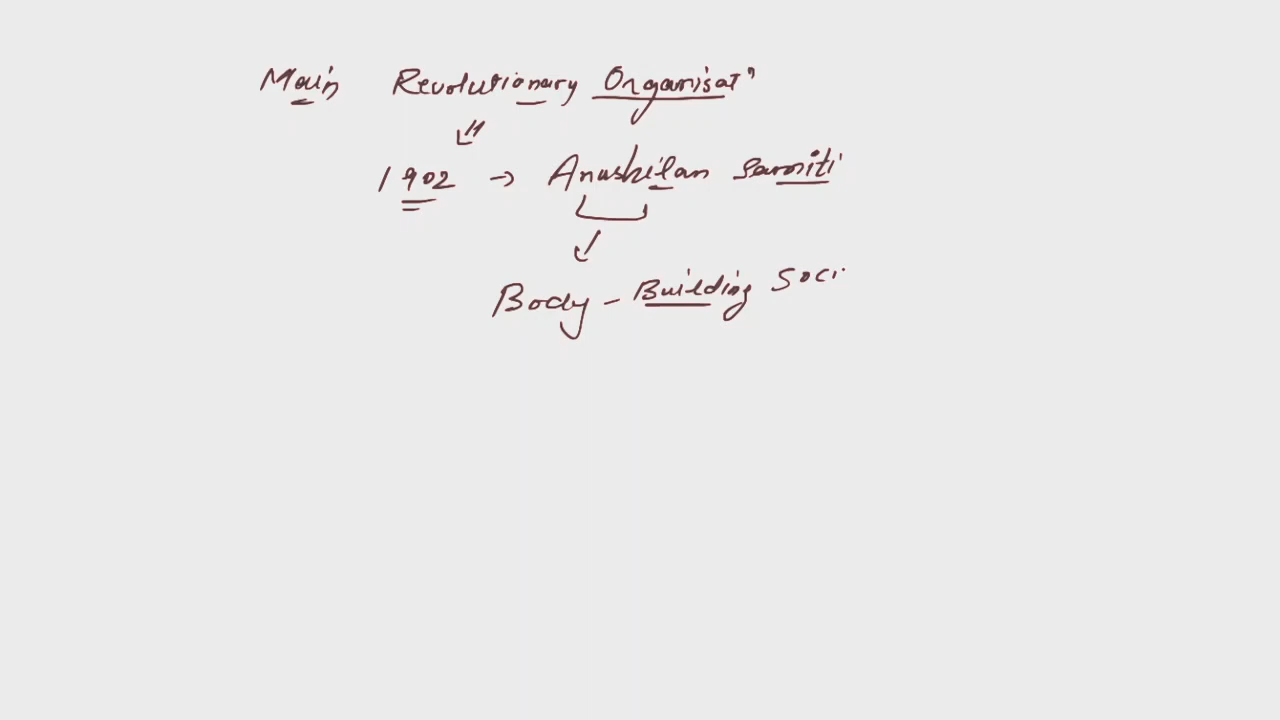 Main Revolutionary Organisat"
1902 → Anushilan Samiti
Body - Building Soci